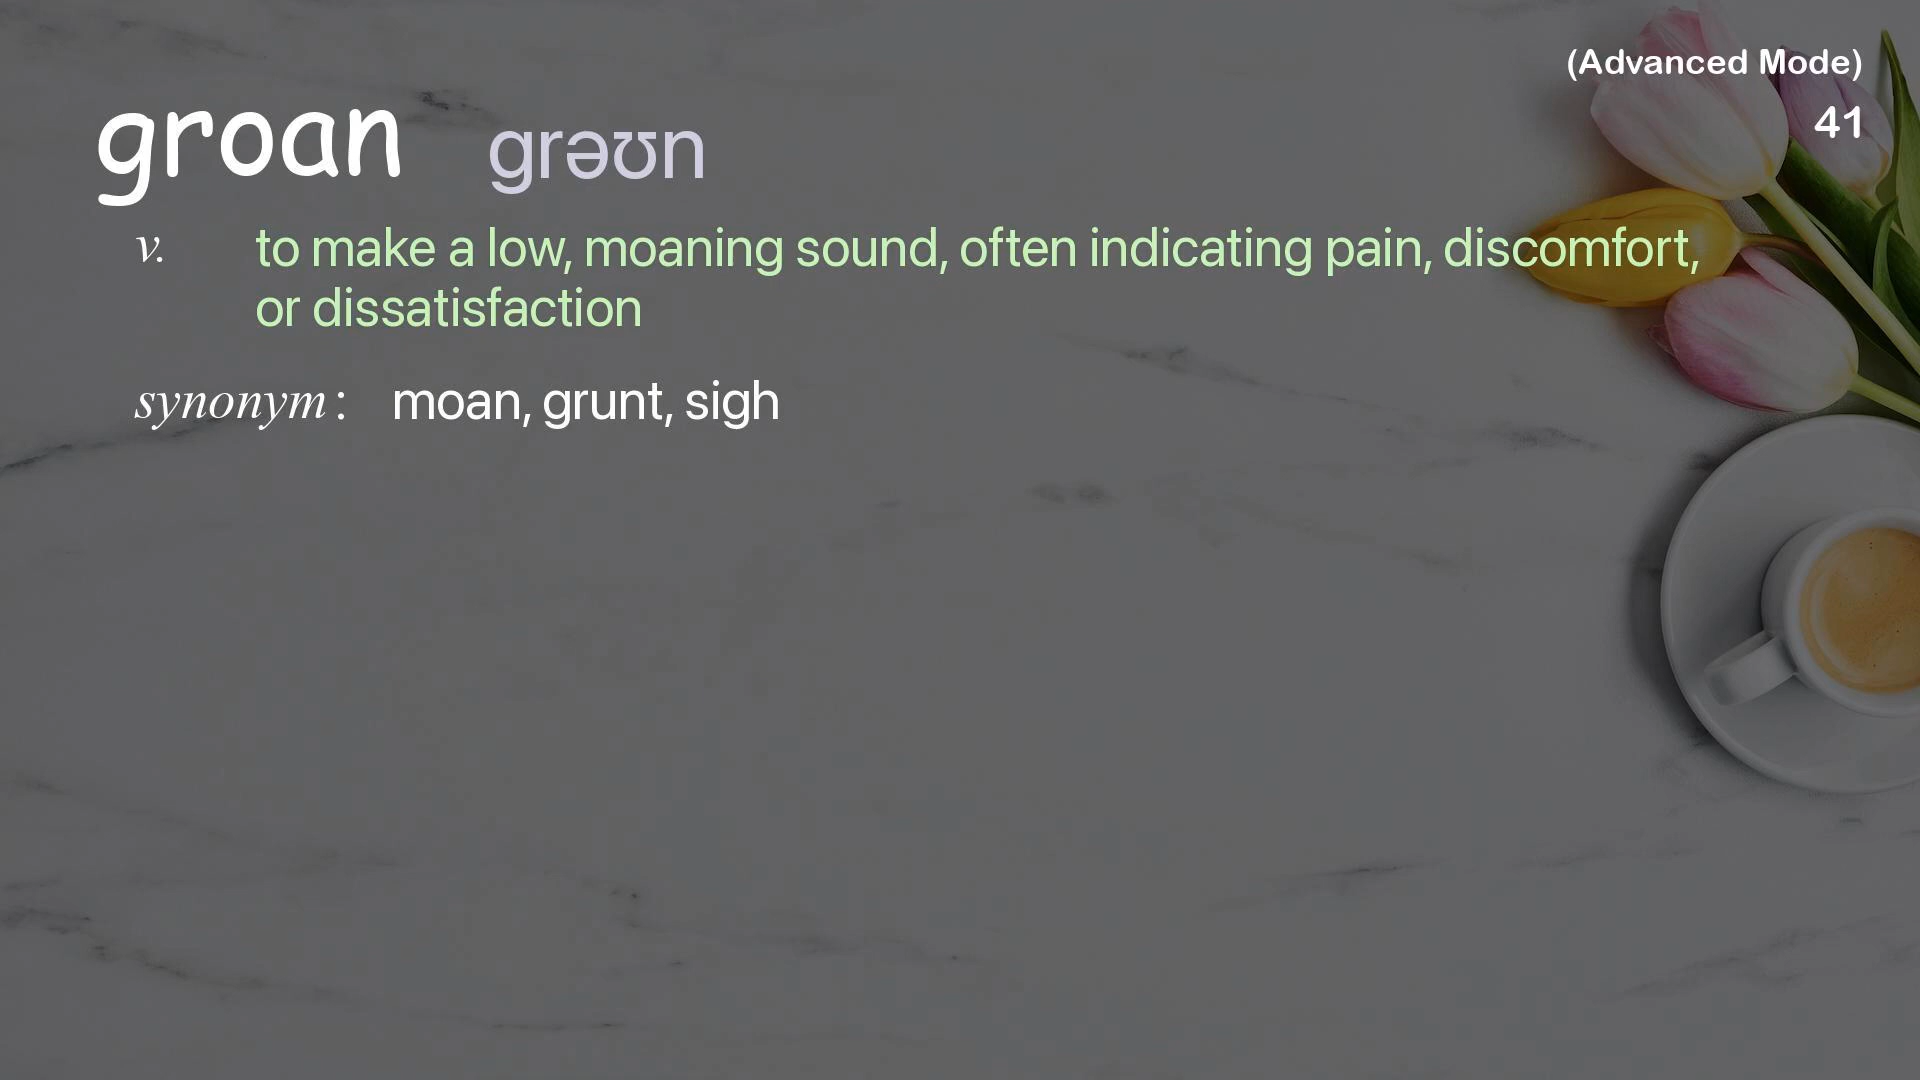 (Advanced Mode)
41
groan grəʊn
v. to make a low, moaning sound, often indicating pain, discomfort,
or dissatisfaction
synonym: moan, grunt, sigh